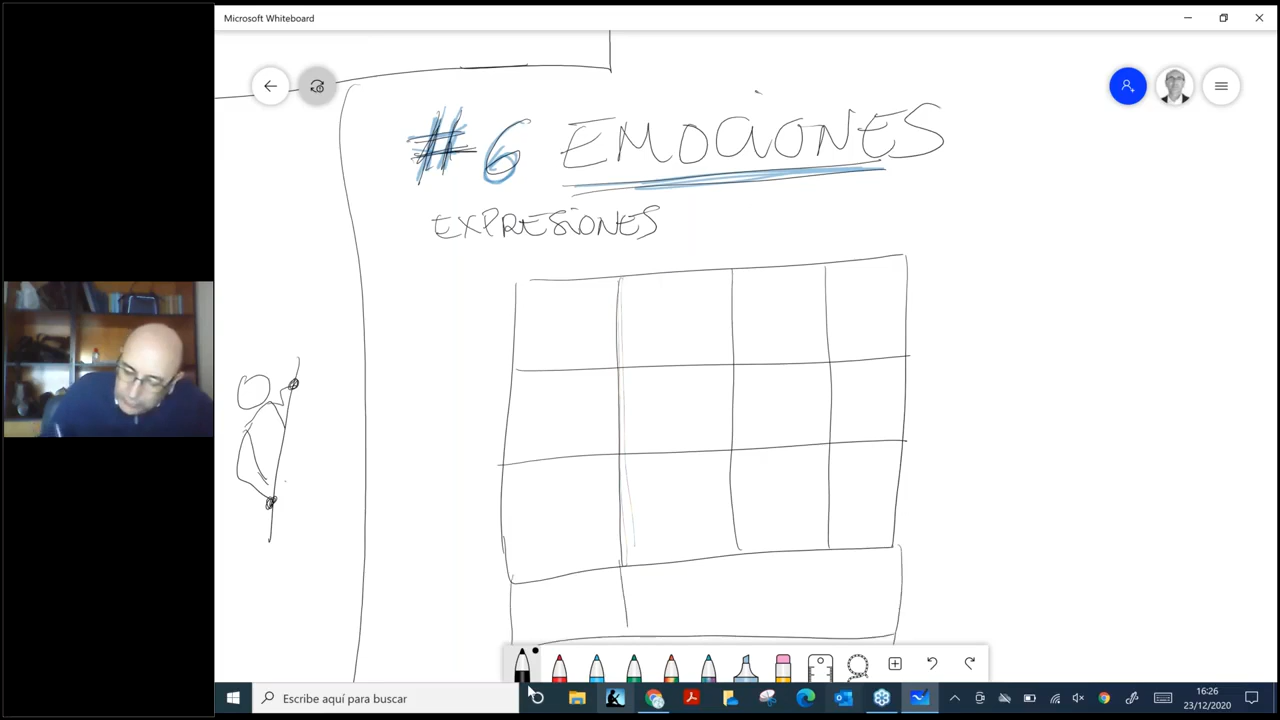 Microsoft Whiteboard
#6 EMOCIONES
EXPRESIONES
Escribe aquí para buscar
16:26
23/12/2020